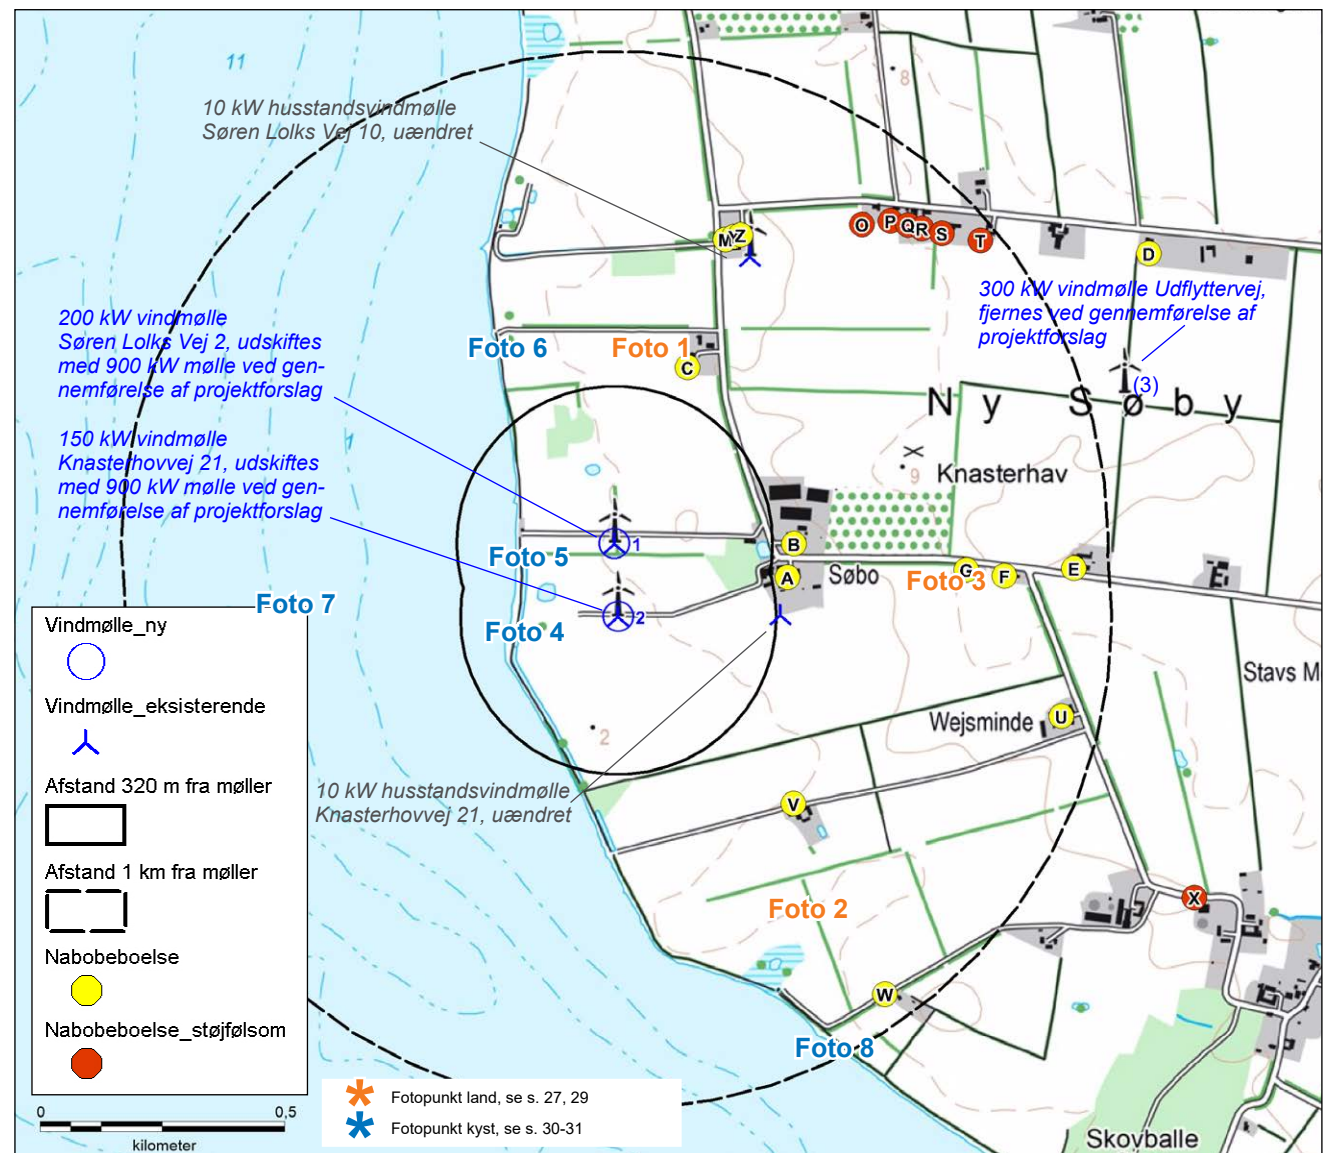 11
8
10 kW husstandsvindmølle
Søren Lolks Vej 10, uændret
O
P
Q
R
S
T
M
Z
D
300 kW vindmølle Udflyttervej,
fjernes ved gennemførelse af
projektforslag
200 kW vindmølle
Søren Lolks Vej 2, udskiftes
med 900 kW mølle ved gen-
nemførelse af projektforslag
Foto 6
Foto 1
C
(3)
Ny Søby
150 kW vindmølle
Knasterhovvej 21, udskiftes
med 900 kW mølle ved gen-
nemførelse af projektforslag
1
9
Knasterhav
1
B
Foto 5
A
Søbo
Foto 3
G
F
E
Foto 7
2
Foto 4
Stavs M
Wejsminde
U
2
10 kW husstandsvindmølle
Knasterhovvej 21, uændret
V
X
Foto 2
W
Foto 8
Skovballe
Vindmølle_ny
Vindmølle_eksisterende
Afstand 320 m fra møller
Afstand 1 km fra møller
Nabobeboelse
Nabobeboelse_støjfølsom
0
0,5
kilometer
Fotopunkt land, se s. 27, 29
Fotopunkt kyst, se s. 30-31